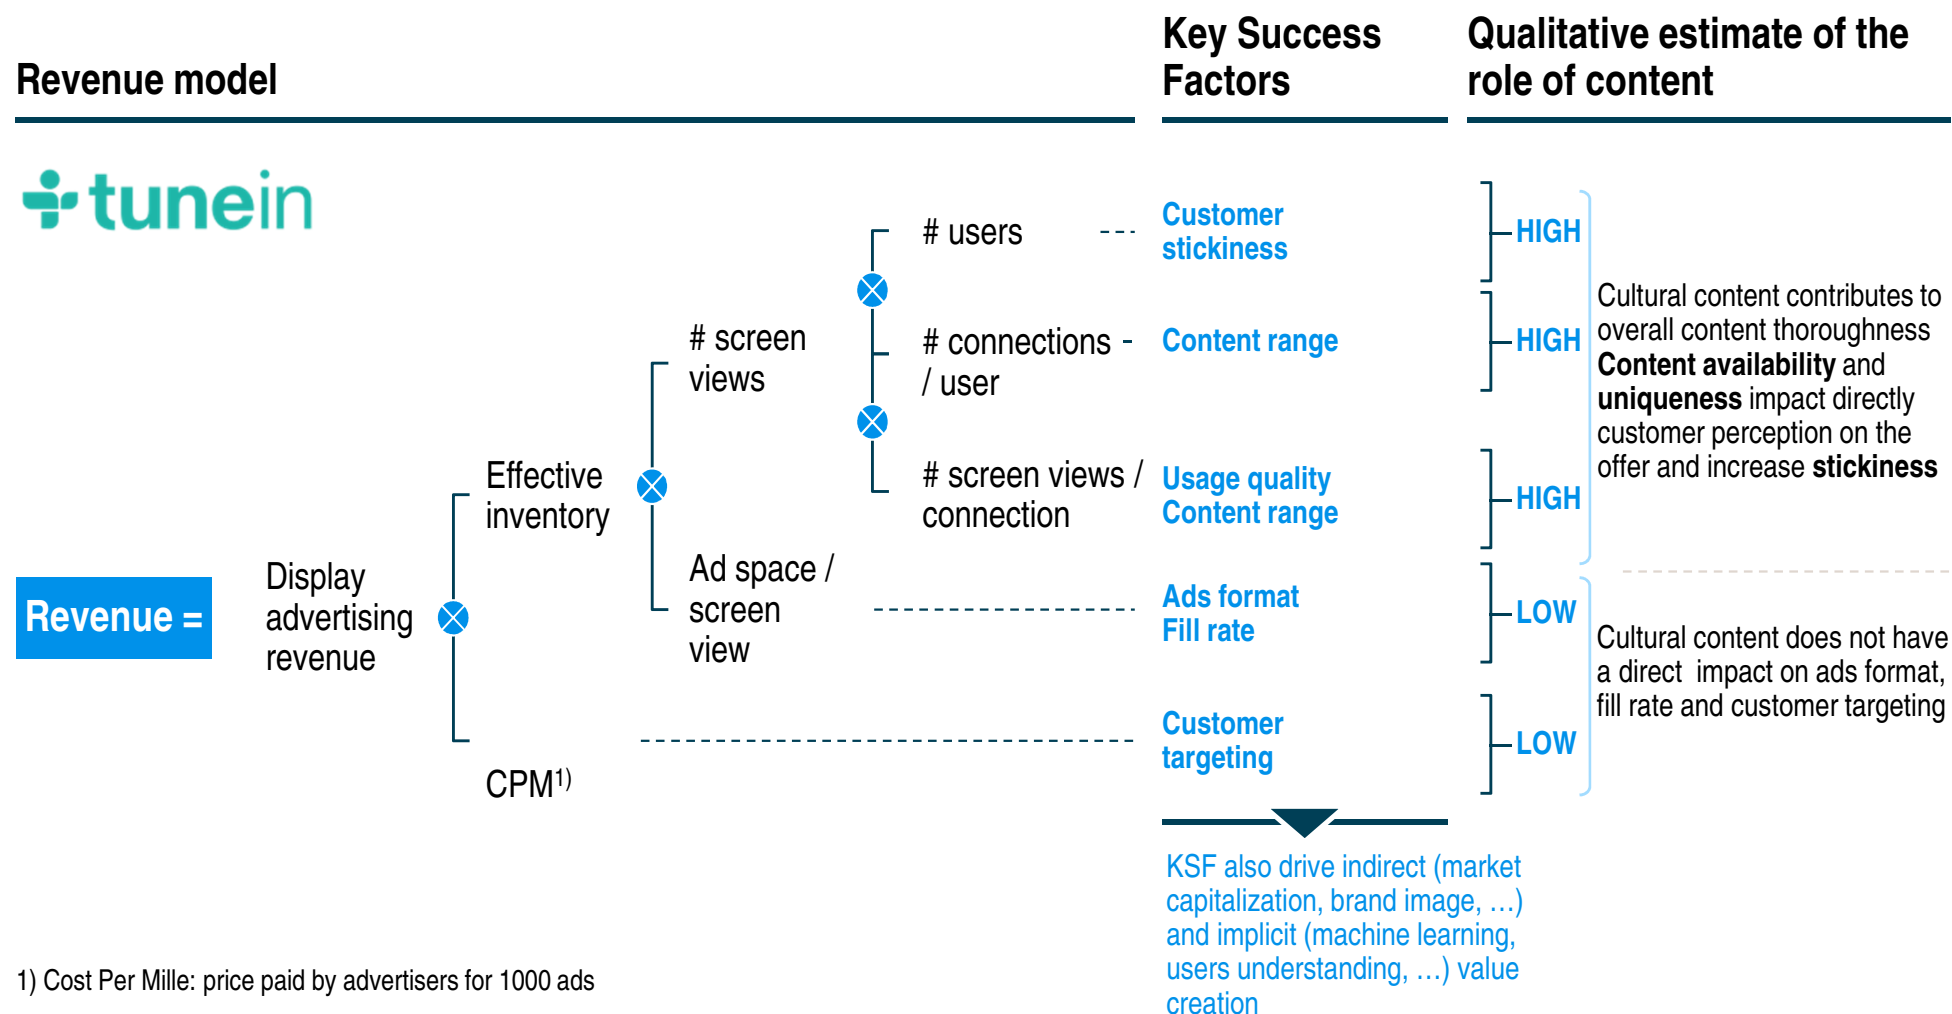 Revenue model
Key Success
Factors
Qualitative estimate of the
role of content
tunein
Revenue =
Display
advertising
revenue
Effective
inventory
CPM1)
# screen
views
Ad space /
screen
view
# users
# connections
/ user
# screen views /
connection
Customer
stickiness
Content range
Usage quality
Content range
Ads format
Fill rate
Customer
targeting
HIGH
HIGH
HIGH
LOW
LOW
Cultural content contributes to
overall content thoroughness
Content availability and
uniqueness impact directly
customer perception on the
offer and increase stickiness
Cultural content does not have
a direct impact on ads format,
fill rate and customer targeting
KSF also drive indirect (market
capitalization, brand image, …)
and implicit (machine learning,
users understanding, …) value
creation
1) Cost Per Mille: price paid by advertisers for 1000 ads